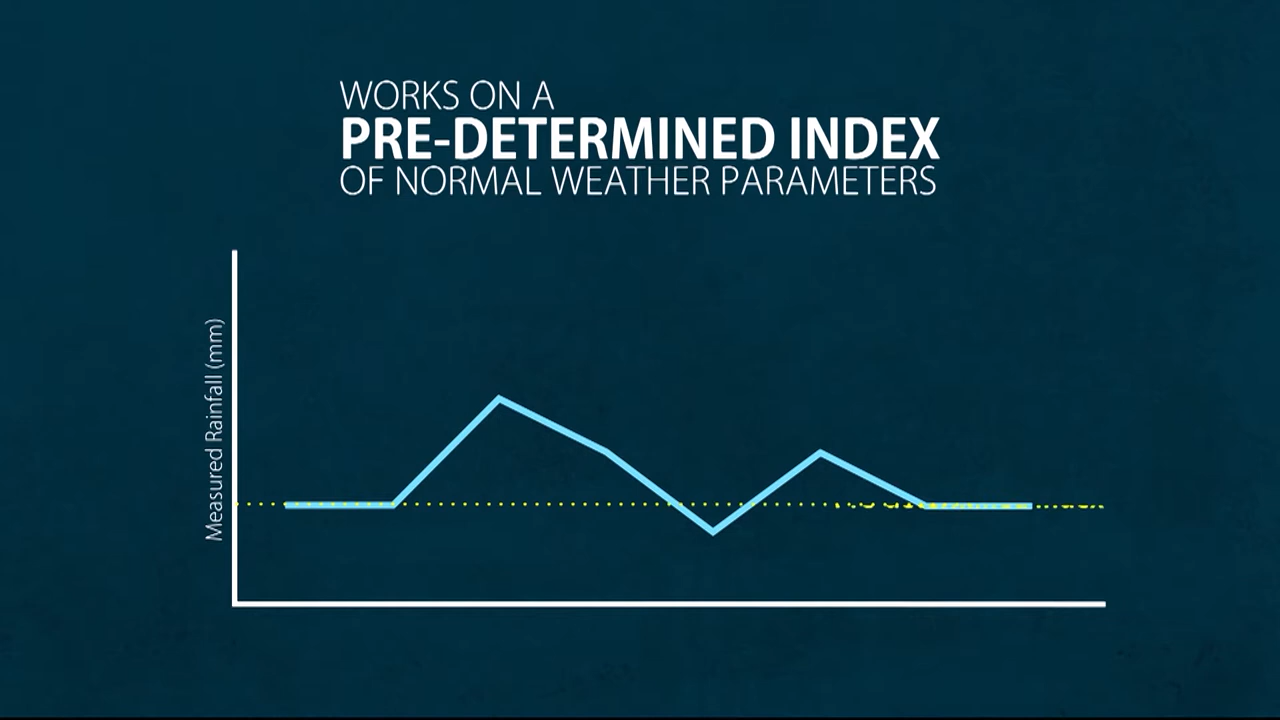 WORKS ON A
PRE-DETERMINED INDEX
OF NORMAL WEATHER PARAMETERS
Measured Rainfall (mm)